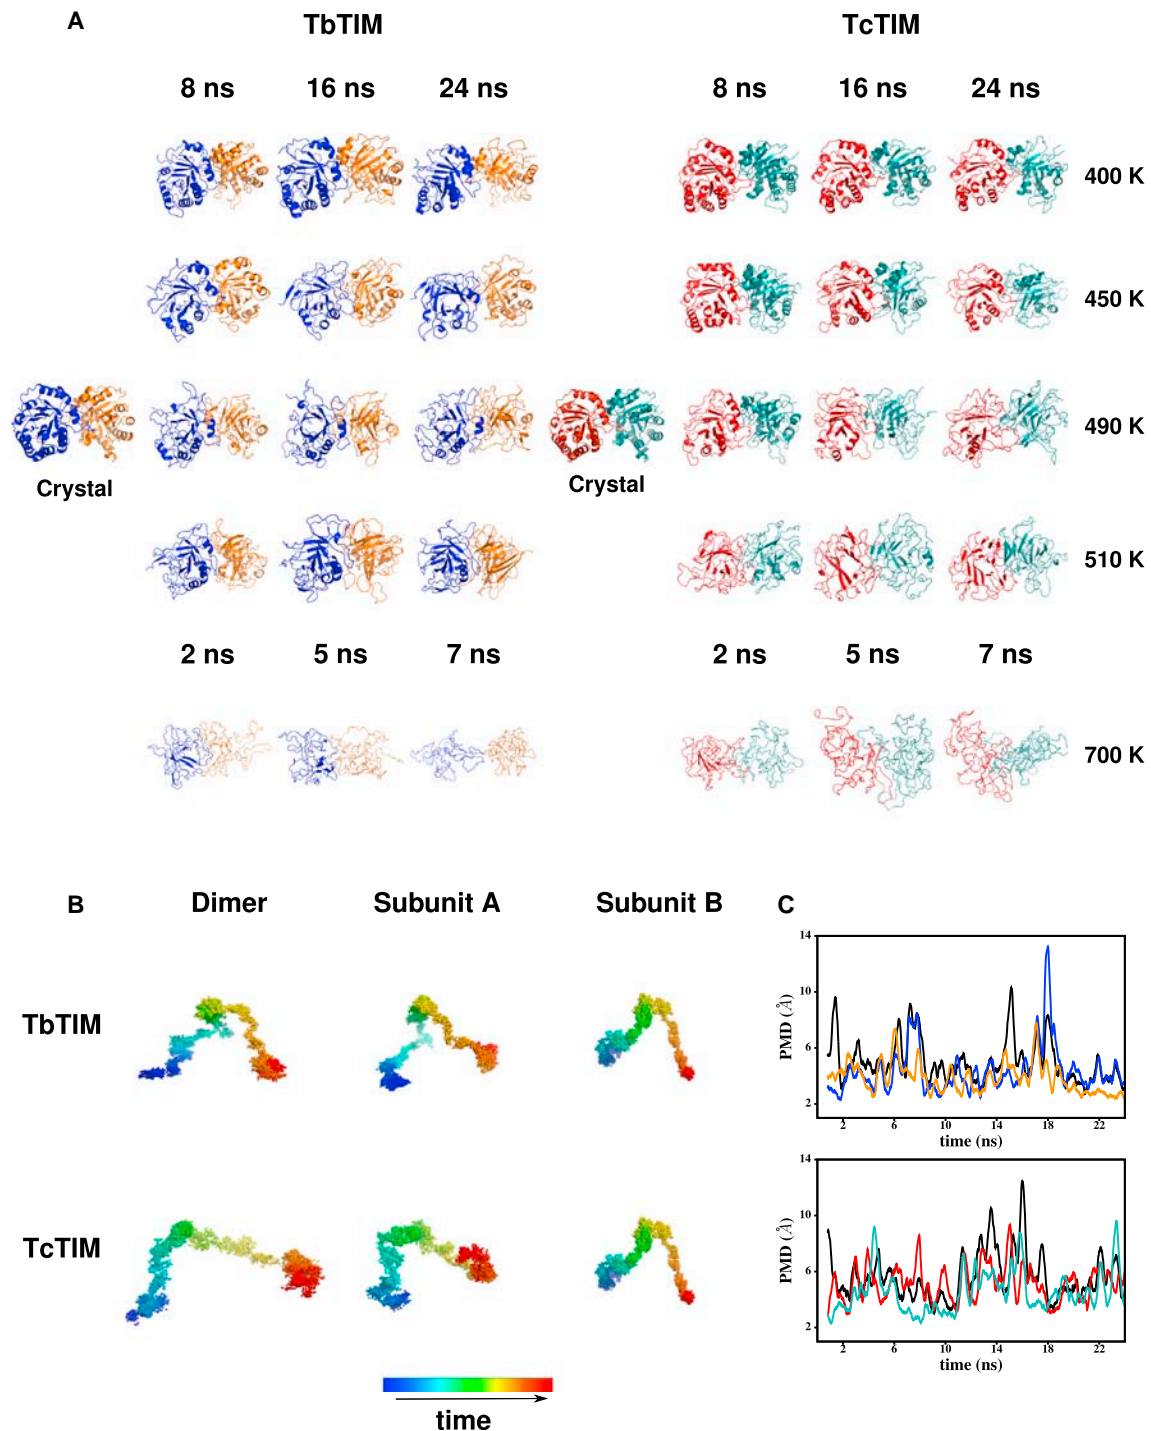 A
TbTIM
TcTIM
8 ns 16 ns 24 ns
8 ns 16 ns 24 ns
400 K
450 K
490 K
Crystal
Crystal
510 K
2 ns 5 ns 7 ns
2 ns 5 ns 7 ns
700 K
B
Dimer
Subunit A
Subunit B
C
TbTIM
14
10
6
2
PMD (Å)
2 6 10 14 18 22
time (ns)
TcTIM
14
10
6
2
PMD (Å)
2 6 10 14 18 22
time (ns)
time